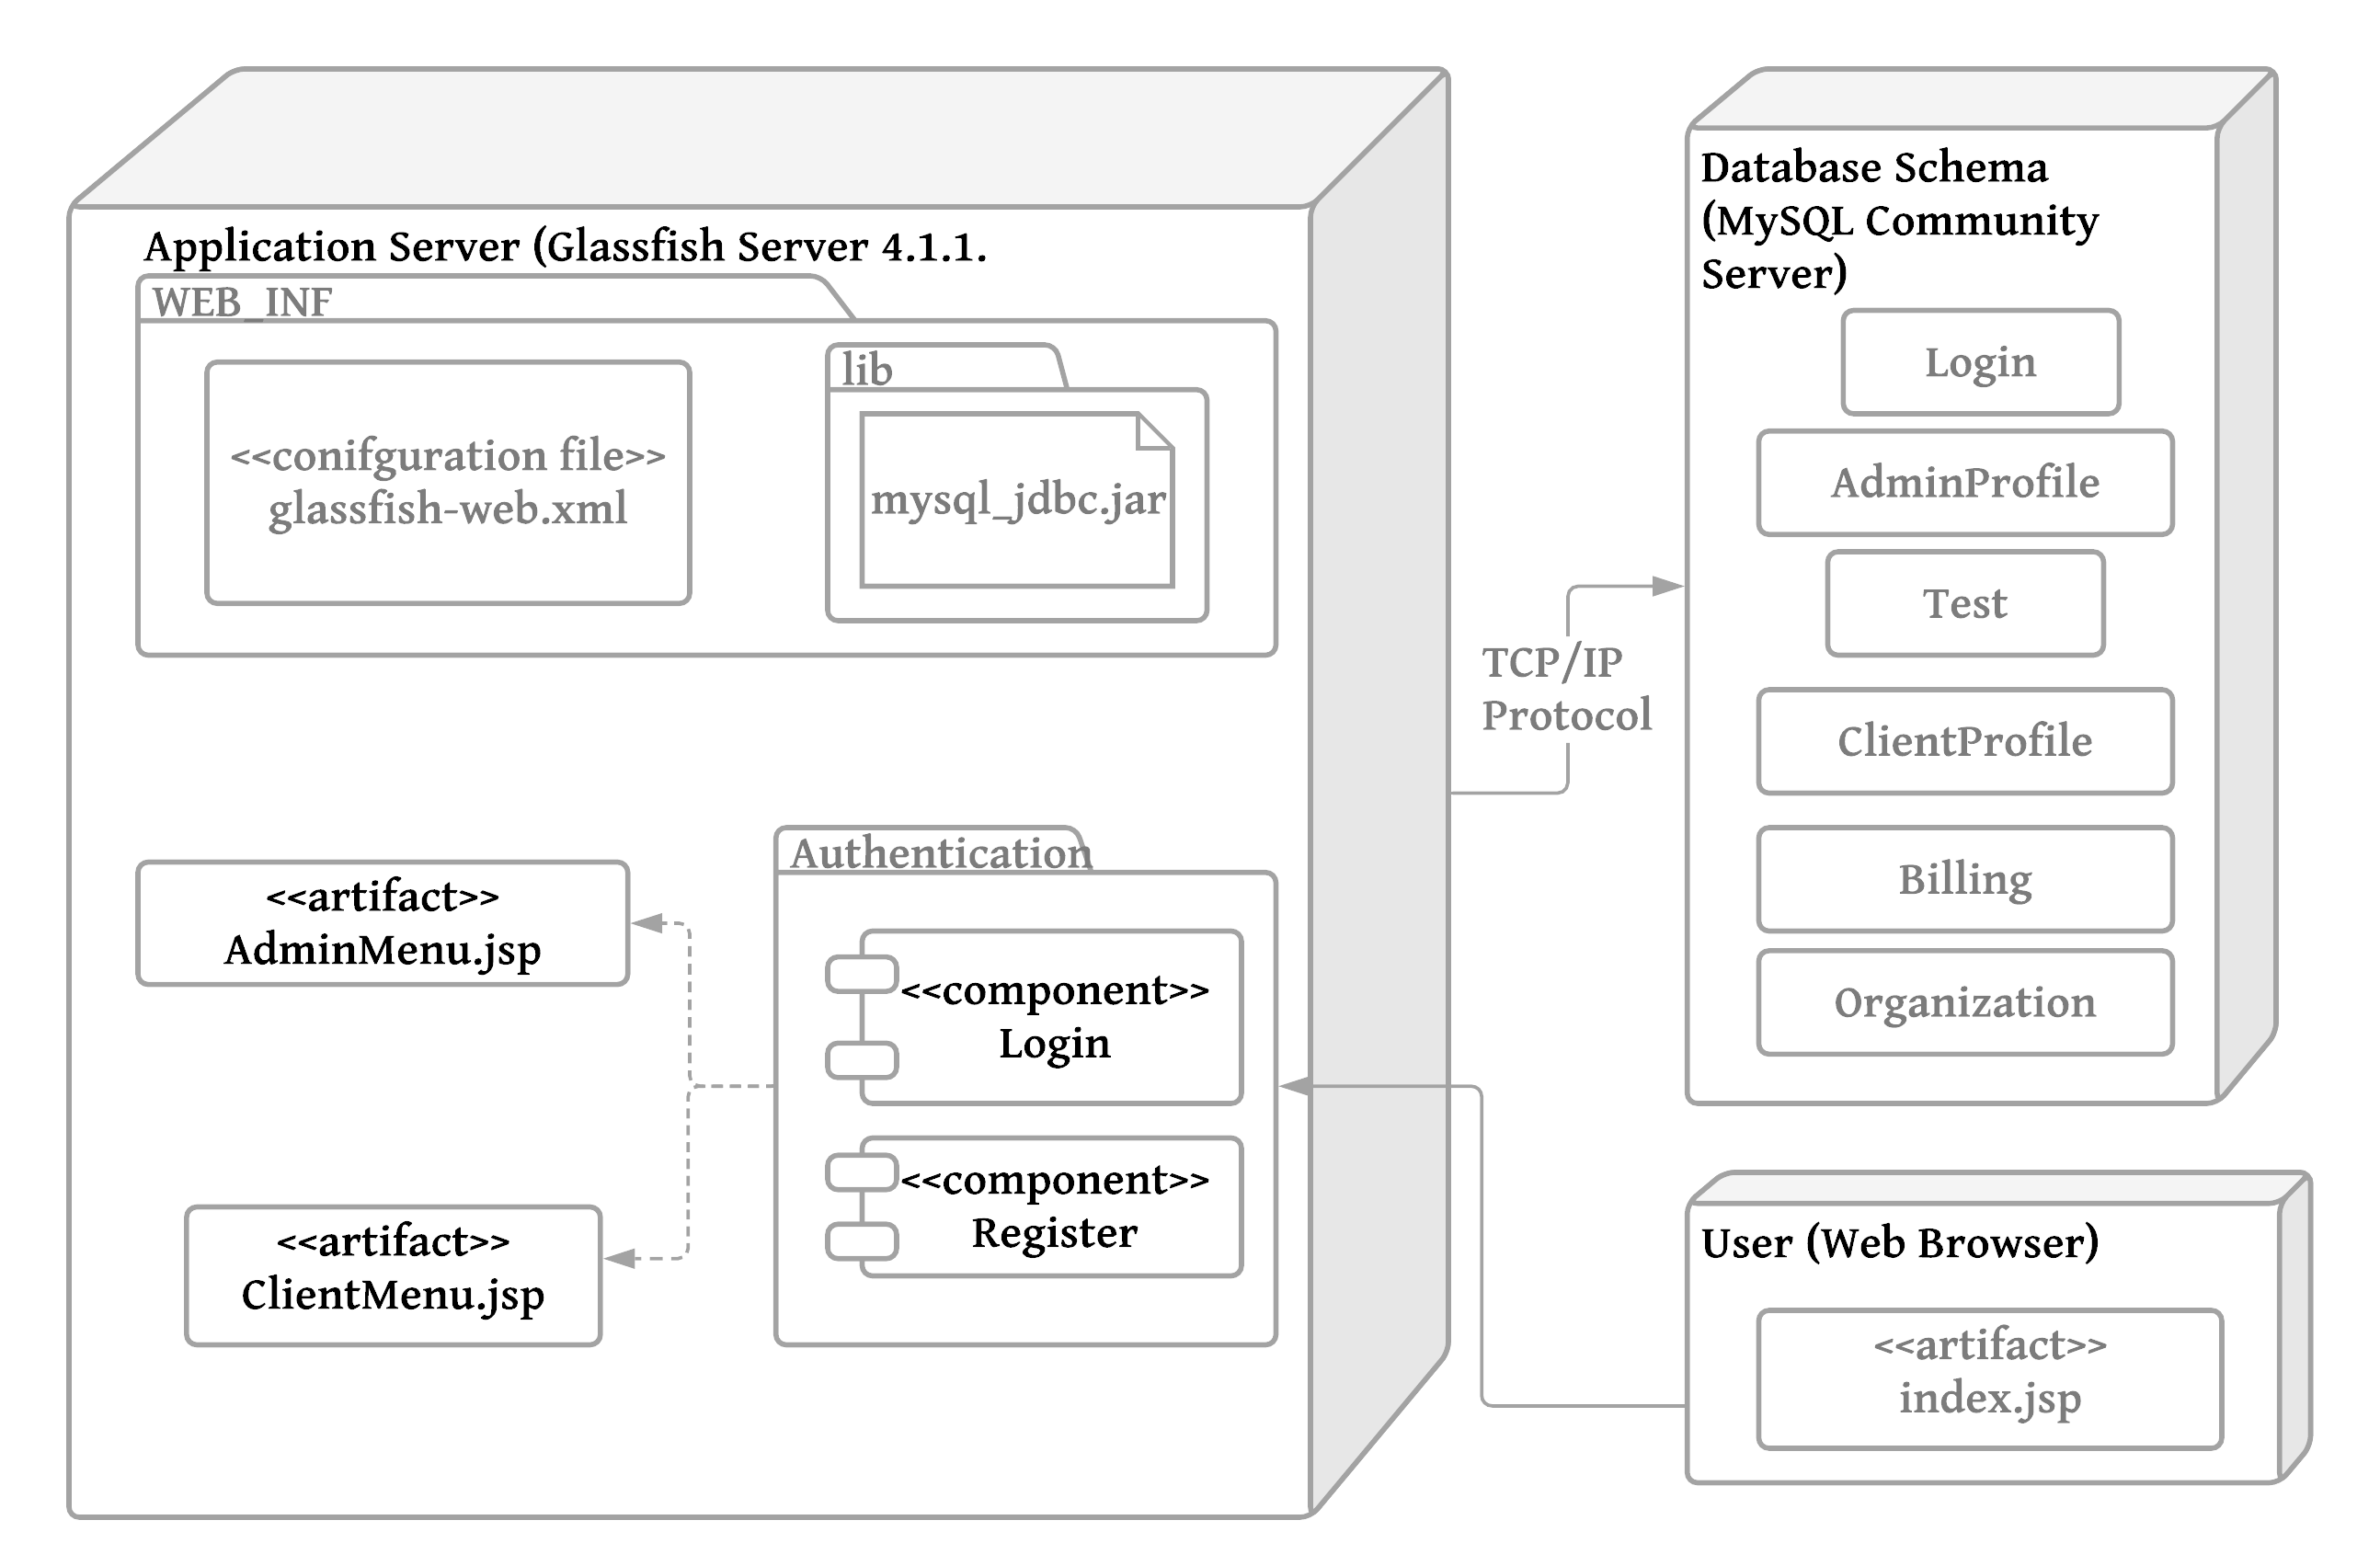 Application Server (Glassfish Server 4.1.1.
WEB_INF
<<conifguration file>>
glassfish-web.xml
lib
mysql_jdbc.jar
<<artifact>>
AdminMenu.jsp
<<artifact>>
ClientMenu.jsp
Authentication
<<component>>
Login
<<component>>
Register
TCP/IP
Protocol
Database Schema
(MySQL Community
Server)
Login
AdminProfile
Test
ClientProfile
Billing
Organization
User (Web Browser)
<<artifact>>
index.jsp